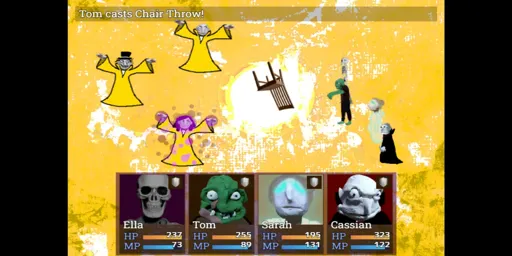 Tom casts Chair Throw!
Ella
HP 237
MP 73
Tom
HP 255
MP 89
Sarah
HP 195
MP 131
Cassian
HP 323
MP 122